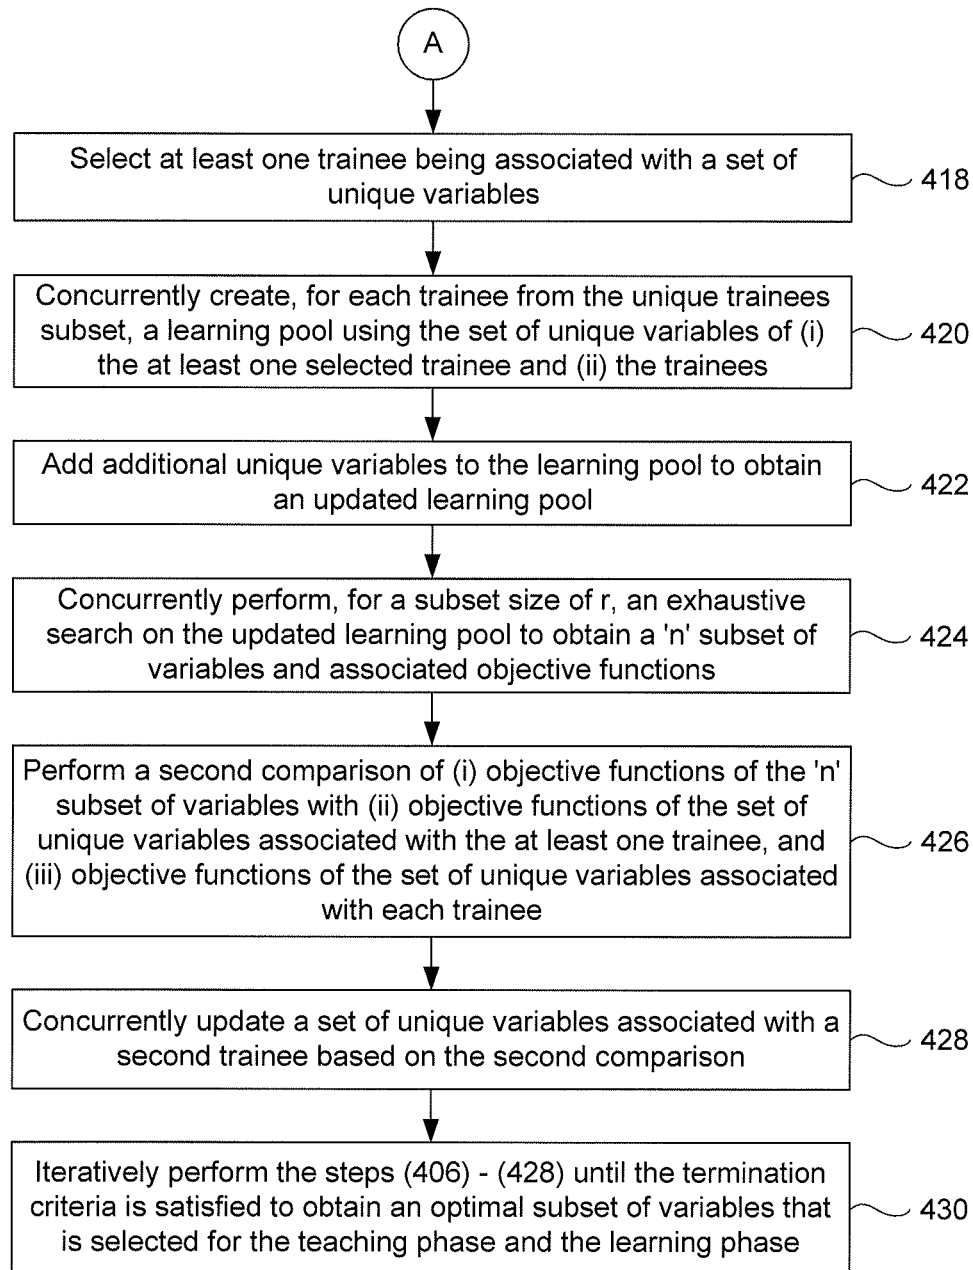 A
Select at least one trainee being associated with a set of
unique variables
418
Concurrently create, for each trainee from the unique trainees
subset, a learning pool using the set of unique variables of (i)
the at least one selected trainee and (ii) the trainees
420
Add additional unique variables to the learning pool to obtain
an updated learning pool
422
Concurrently perform, for a subset size of r, an exhaustive
search on the updated learning pool to obtain a 'n' subset of
variables and associated objective functions
424
Perform a second comparison of (i) objective functions of the 'n'
subset of variables with (ii) objective functions of the set of
unique variables associated with the at least one trainee, and
(iii) objective functions of the set of unique variables associated
with each trainee
426
Concurrently update a set of unique variables associated with a
second trainee based on the second comparison
428
Iteratively perform the steps (406) - (428) until the termination
criteria is satisfied to obtain an optimal subset of variables that
is selected for the teaching phase and the learning phase
430